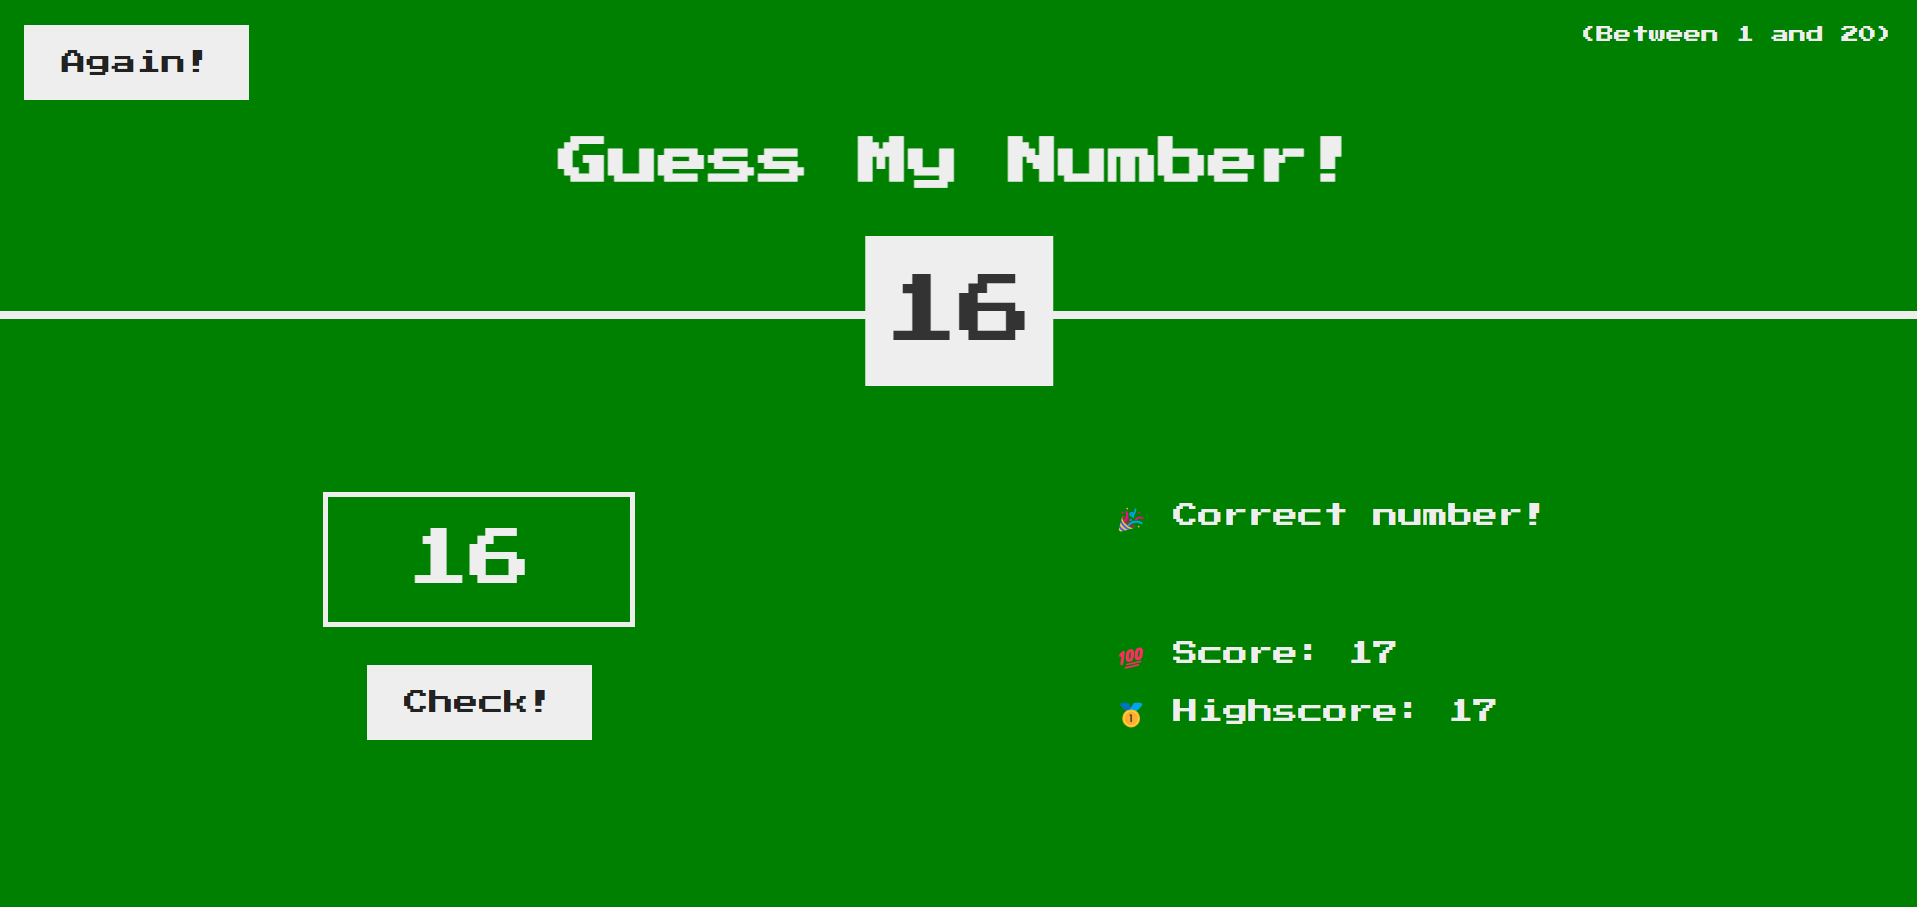 Again!
(Between 1 and 20)
Guess My Number!
16
16
Check!
🎉 Correct number!
💯 Score: 17
🥇 Highscore: 17